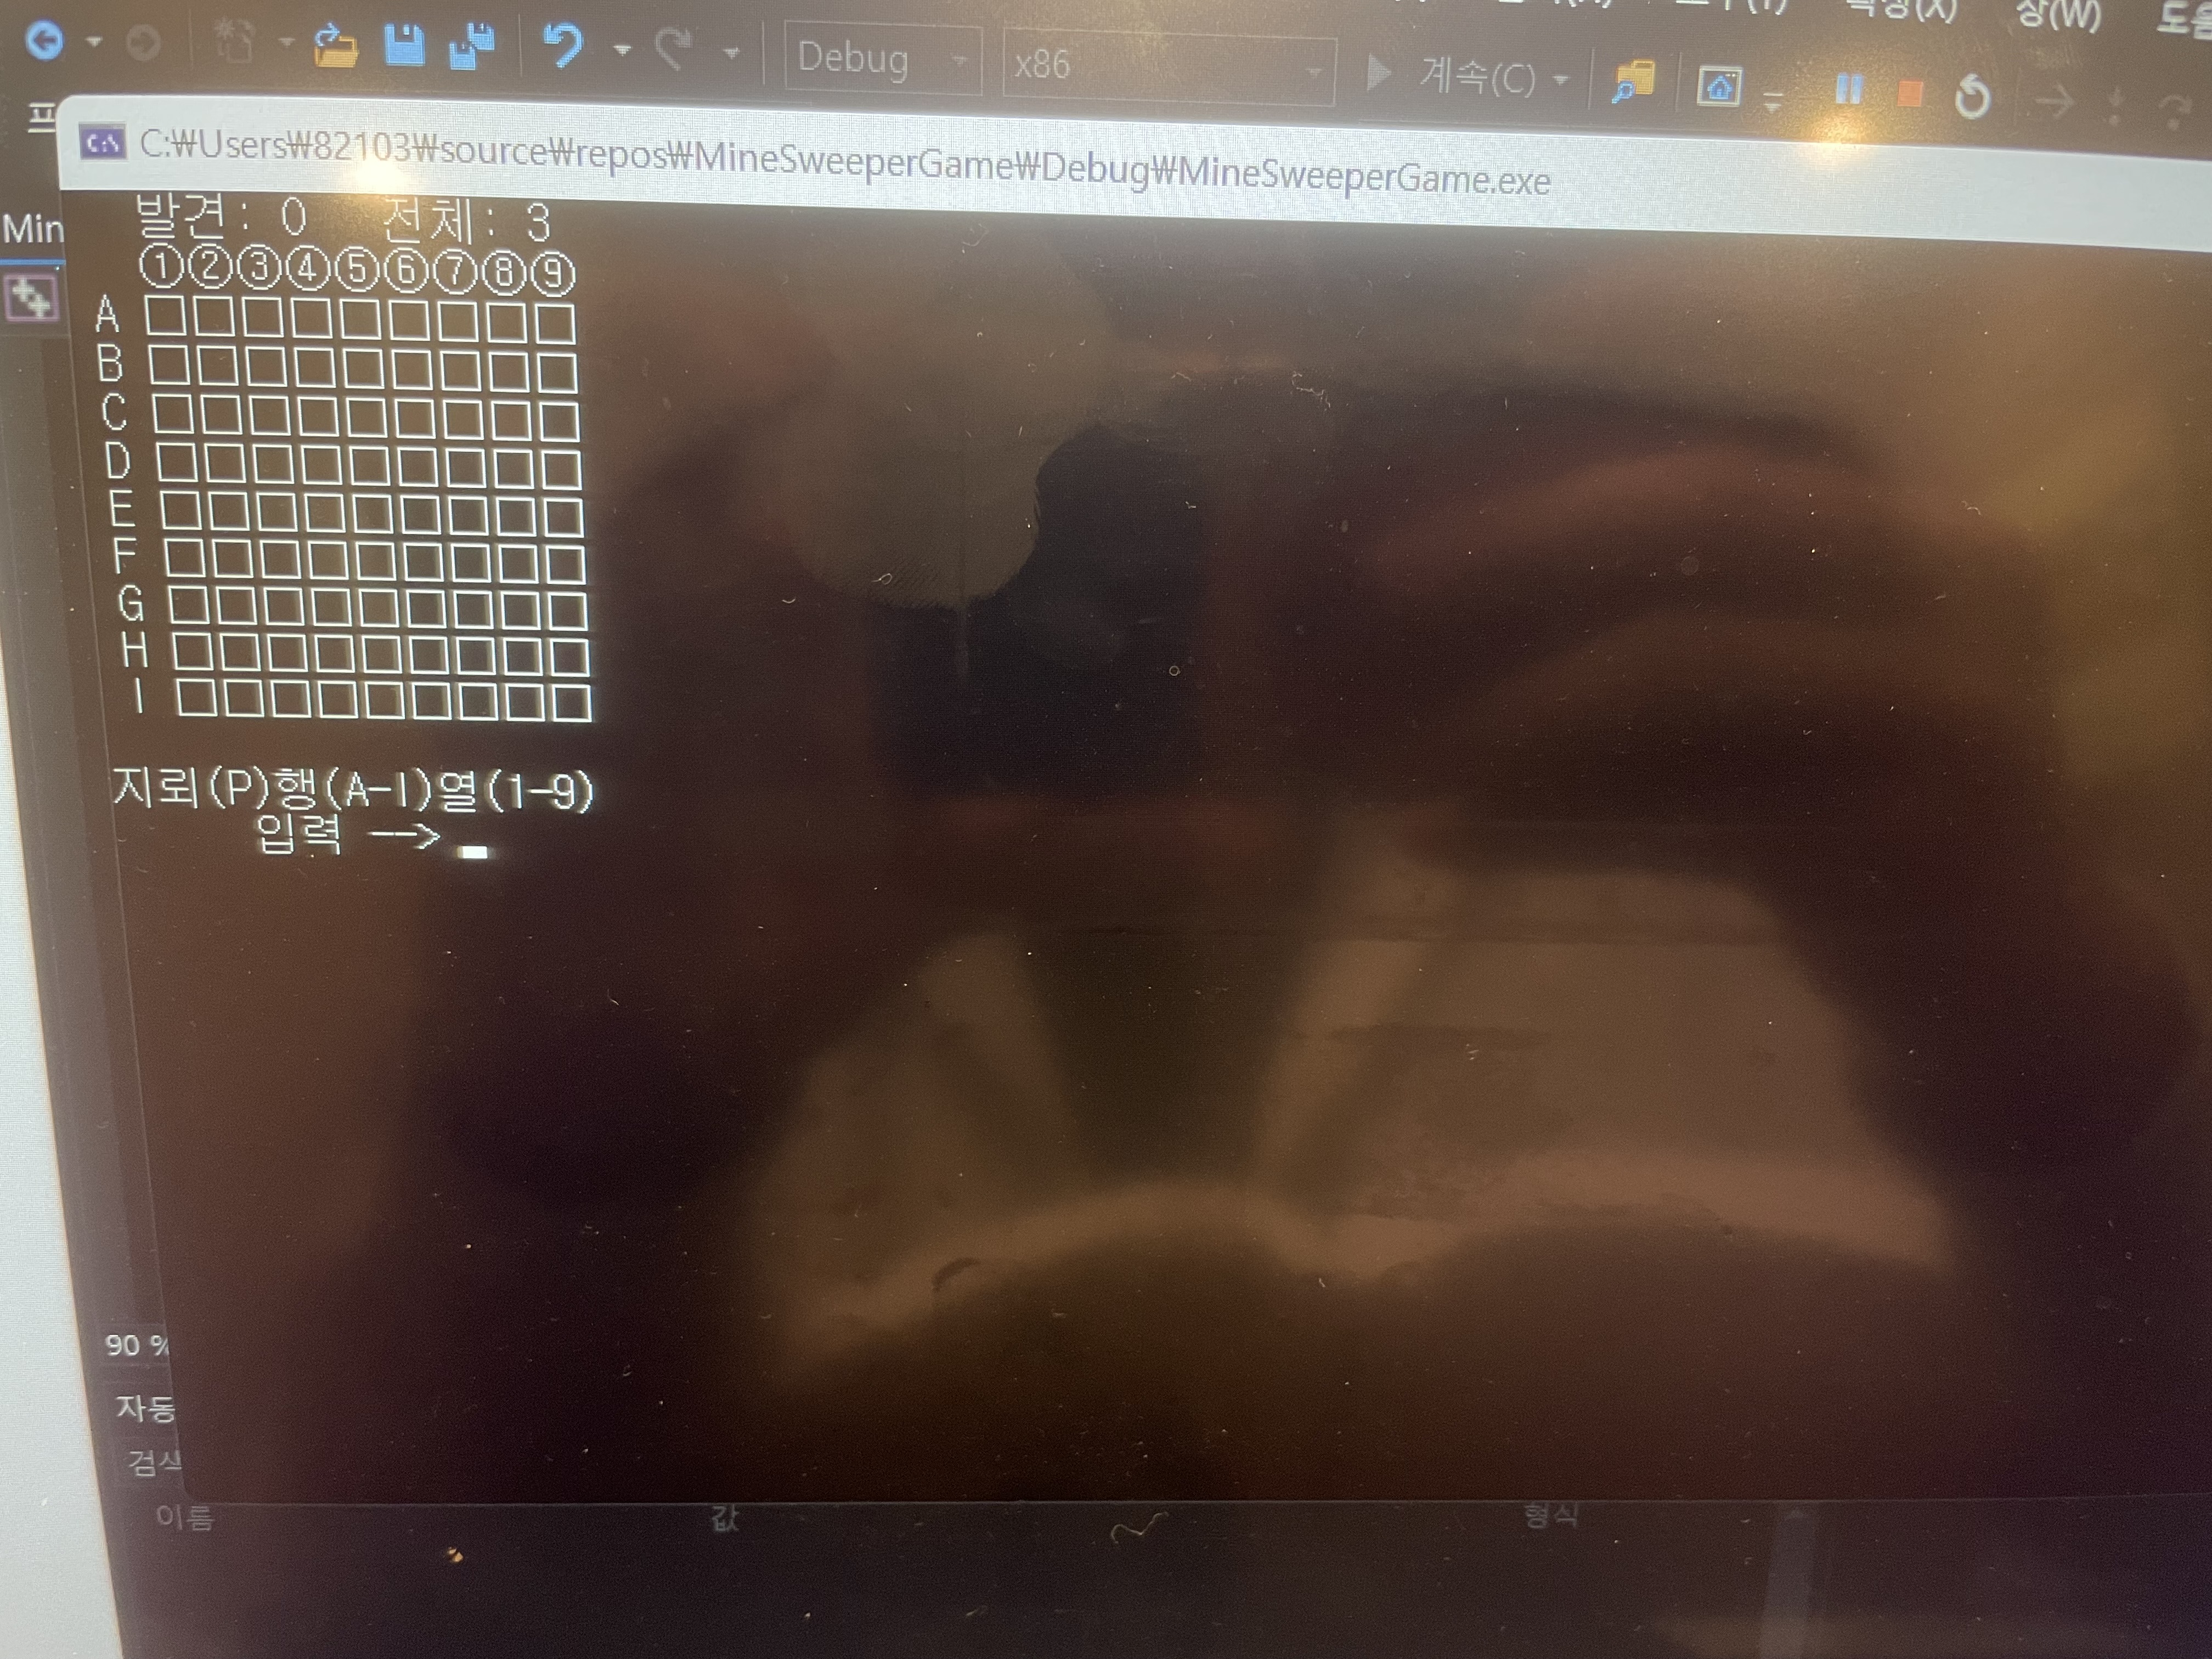 상(W)
Debug x86 계속(C)
C:₩Users₩82103₩source₩repos₩MineSweeperGame₩Debug₩MineSweeperGame.exe
Min
발견: 0 전체: 3
①②③④⑤⑥⑦⑧⑨
A □□□□□□□□□
B □□□□□□□□□
C □□□□□□□□□
D □□□□□□□□□
E □□□□□□□□□
F □□□□□□□□□
G □□□□□□□□□
H □□□□□□□□□
I □□□□□□□□□
지뢰(P)행(A-I)열(1-9)
입력 -->
90 %
자동
검색
이름 값 형식